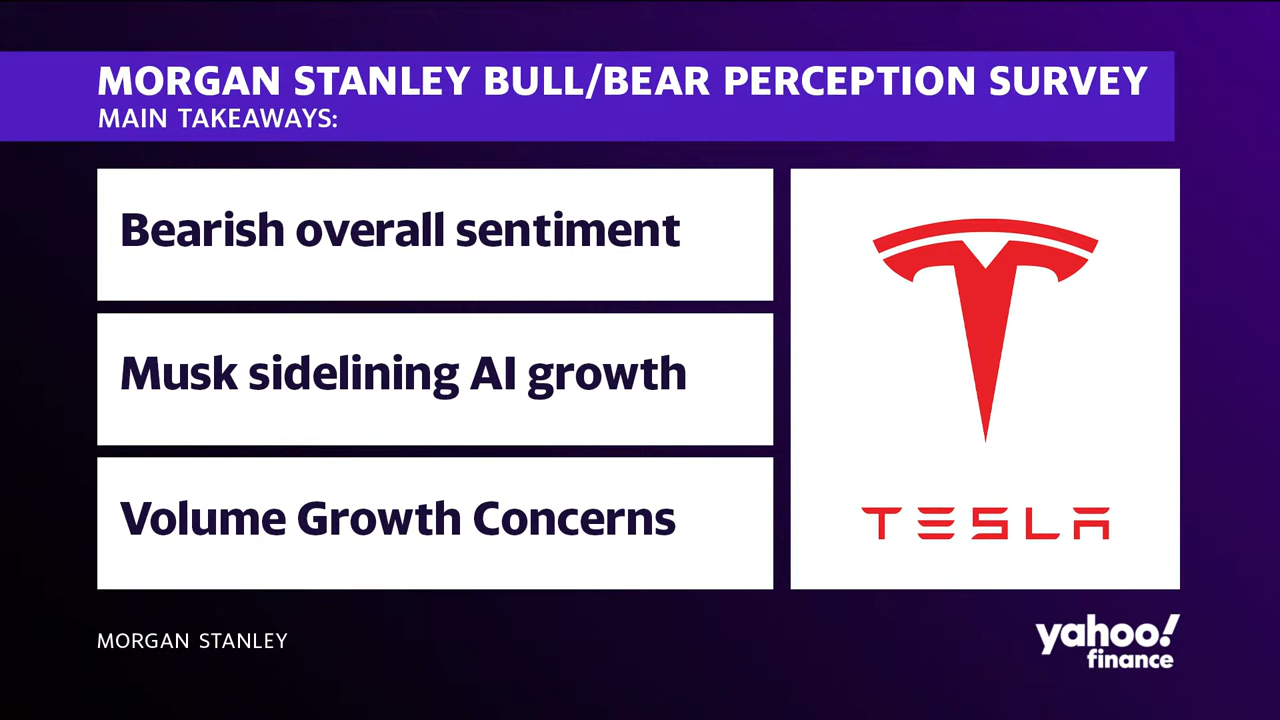 MORGAN STANLEY BULL/BEAR PERCEPTION SURVEY
MAIN TAKEAWAYS:
Bearish overall sentiment
Musk sidelining AI growth
Volume Growth Concerns
TESLA
MORGAN STANLEY
yahoo!
finance